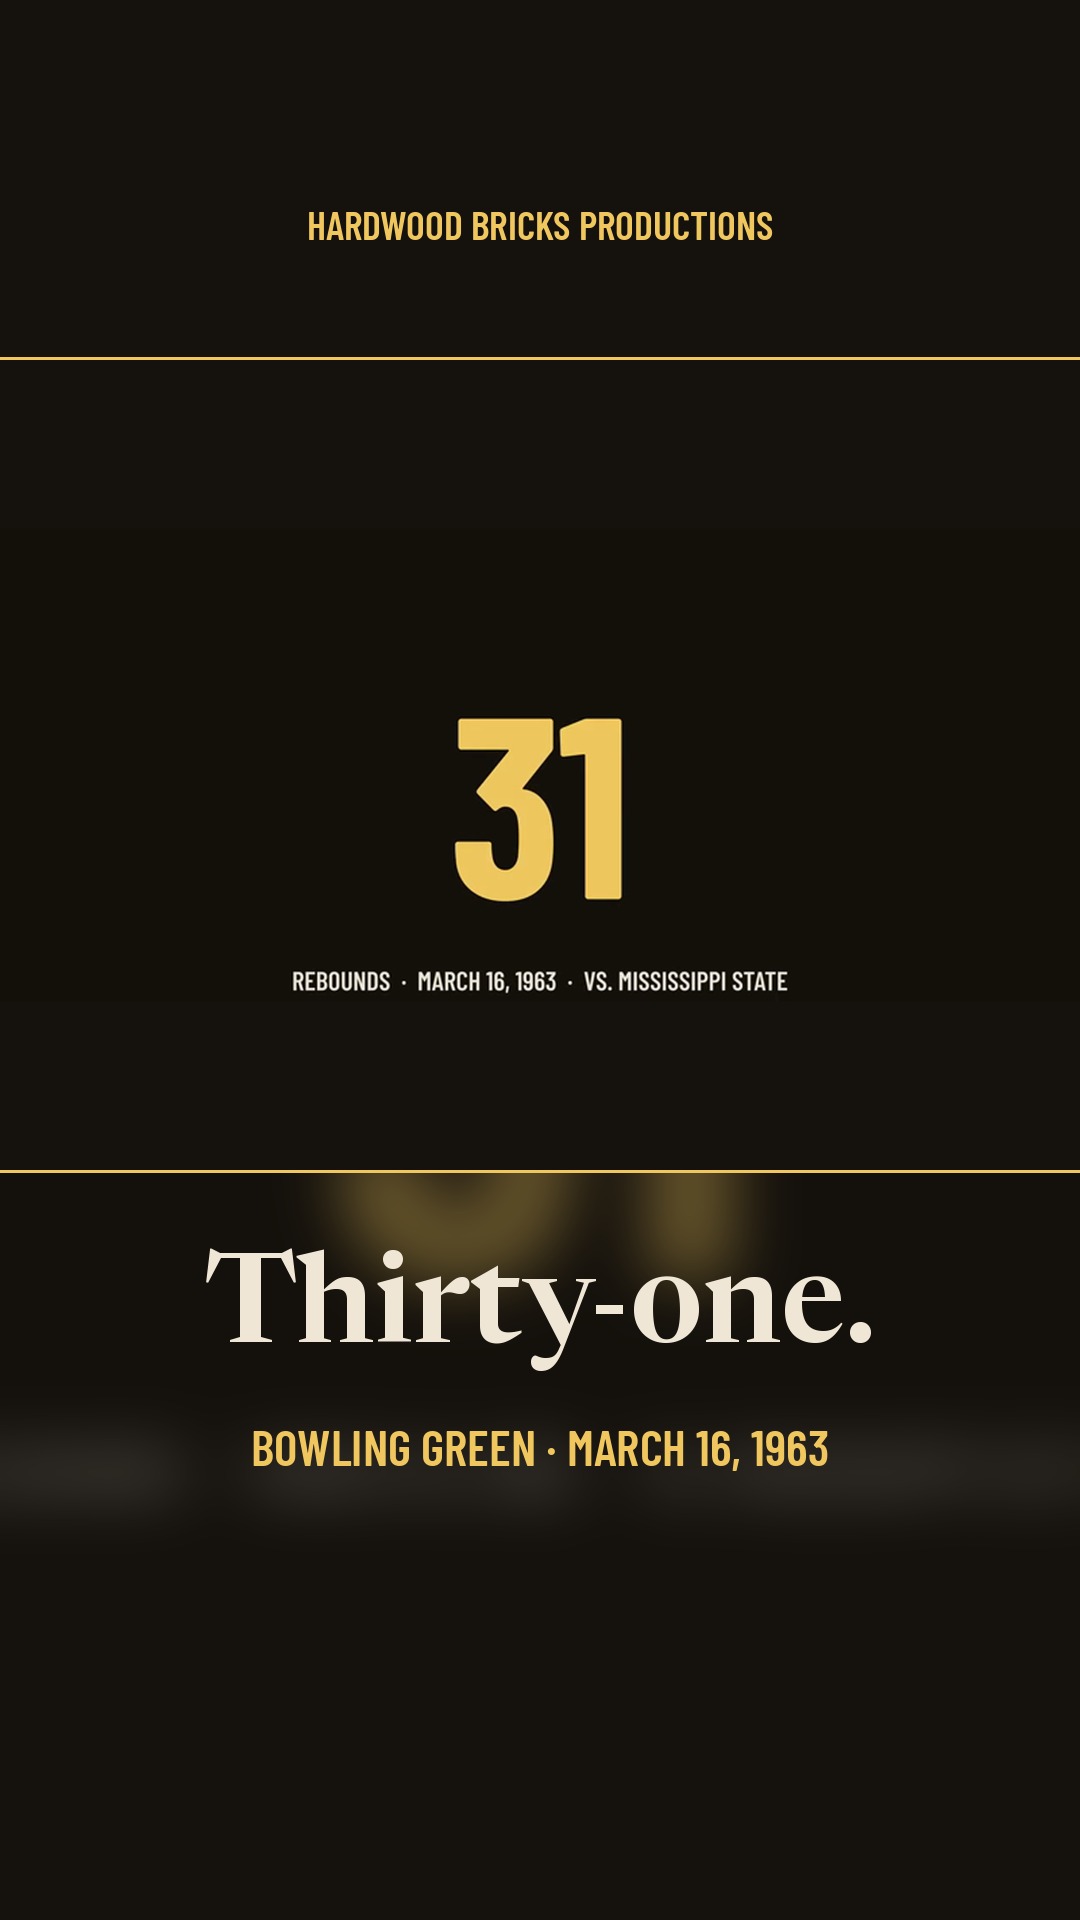 HARDWOOD BRICKS PRODUCTIONS
31
REBOUNDS · MARCH 16, 1963 · VS. MISSISSIPPI STATE
Thirty-one.
BOWLING GREEN · MARCH 16, 1963